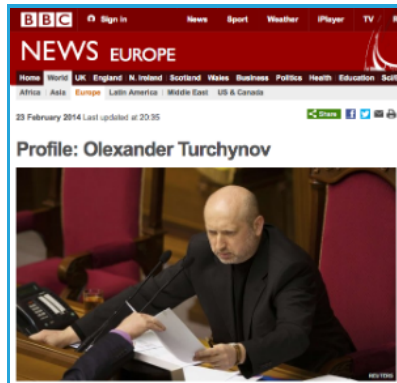 BBC Sign in News Sport Weather iPlayer TV
NEWS EUROPE
Home World UK England N. Ireland Scotland Wales Business Politics Health Education
Africa Asia Europe Latin America Middle East US & Canada
23 February 2014 Last updated at 20:35 Share
Profile: Olexander Turchynov
REUTERS